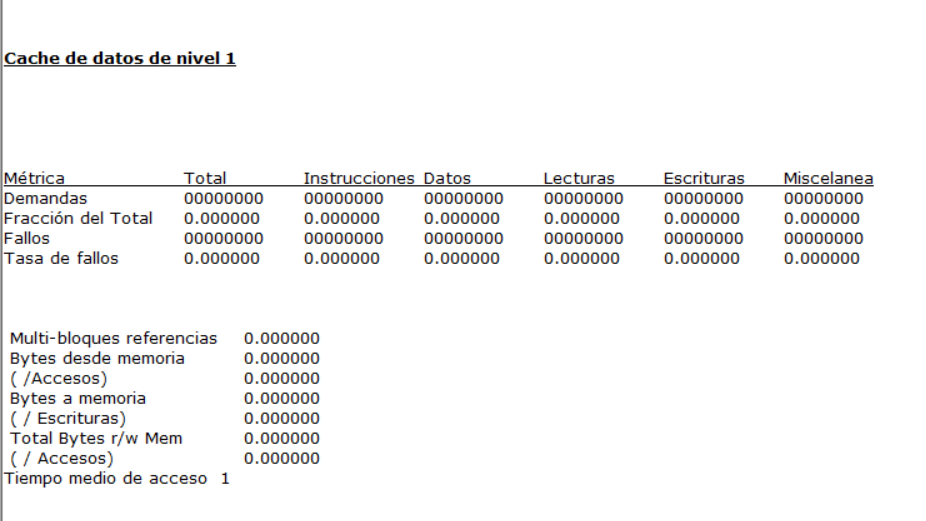 Cache de datos de nivel 1
Métrica Total Instrucciones Datos Lecturas Escrituras Miscelanea
Demandas 00000000 00000000 00000000 00000000 00000000 00000000
Fracción del Total 0.000000 0.000000 0.000000 0.000000 0.000000 0.000000
Fallos 00000000 00000000 00000000 00000000 00000000 00000000
Tasa de fallos 0.000000 0.000000 0.000000 0.000000 0.000000 0.000000
Multi-bloques referencias 0.000000
Bytes desde memoria 0.000000
( /Accesos) 0.000000
Bytes a memoria 0.000000
( / Escrituras) 0.000000
Total Bytes r/w Mem 0.000000
( / Accesos) 0.000000
Tiempo medio de acceso 1